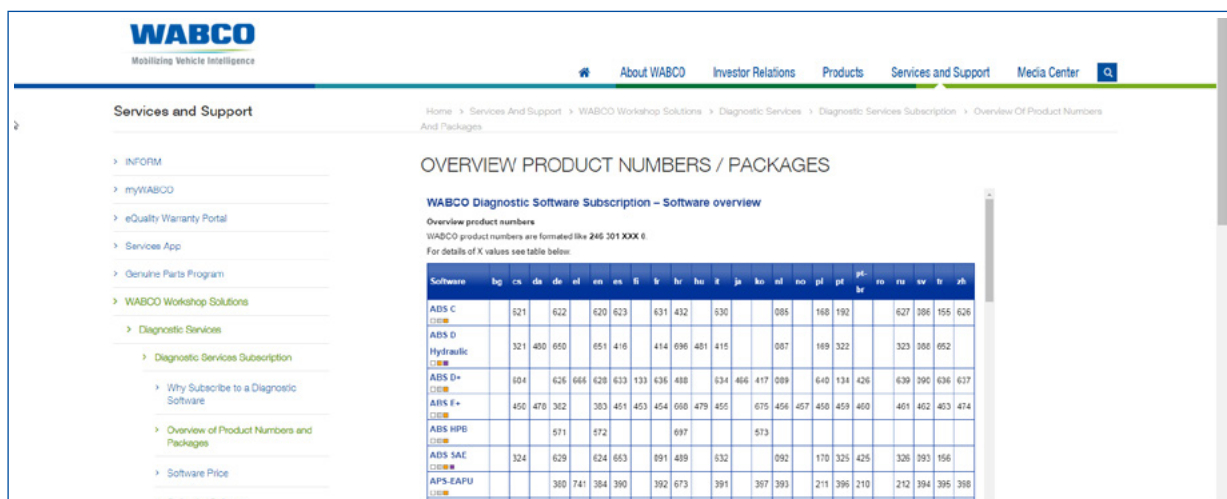 WABCO
Mobilizing Vehicle Intelligence
About WABCO Investor Relations Products Services and Support Media Center
Services and Support
Home > Services And Support > WABCO Workshop Solutions > Diagnostic Services > Diagnostic Services Subscription > Overview Of Product Numbers
And Packages
> INFORM
> myWABCO
> eQuality Warranty Portal
> Services App
> Genuine Parts Program
> WABCO Workshop Solutions
> Diagnostic Services
> Diagnostic Services Subscription
> Why Subscribe to a Diagnostic
Software
> Overview of Product Numbers and
Packages
> Software Price
OVERVIEW PRODUCT NUMBERS / PACKAGES
WABCO Diagnostic Software Subscription – Software overview
Overview product numbers
WABCO product numbers are formated like 246 301 XXX 0.
For details of X values see table below.
Software bg cs da de el en es fi fr hr hu it ja ko nl no pl pt pt-br ro ru sv tr zh
ABS C 621 622 620 623 631 432 630 085 168 192 627 086 155 626
ABS D
Hydraulic 321 480 650 651 416 414 696 481 415 087 169 322 323 088 652
ABS D+ 604 625 666 628 633 133 635 488 634 466 417 089 640 134 426 639 090 636 637
ABS E+ 450 478 382 383 451 453 454 668 479 455 675 456 457 458 459 460 461 462 463 474
ABS HPB 571 572 697 573
ABS SAE 324 629 624 653 891 489 632 092 170 325 425 326 093 156
APS-EAPU 380 741 384 390 392 673 391 397 393 211 396 210 212 394 395 398